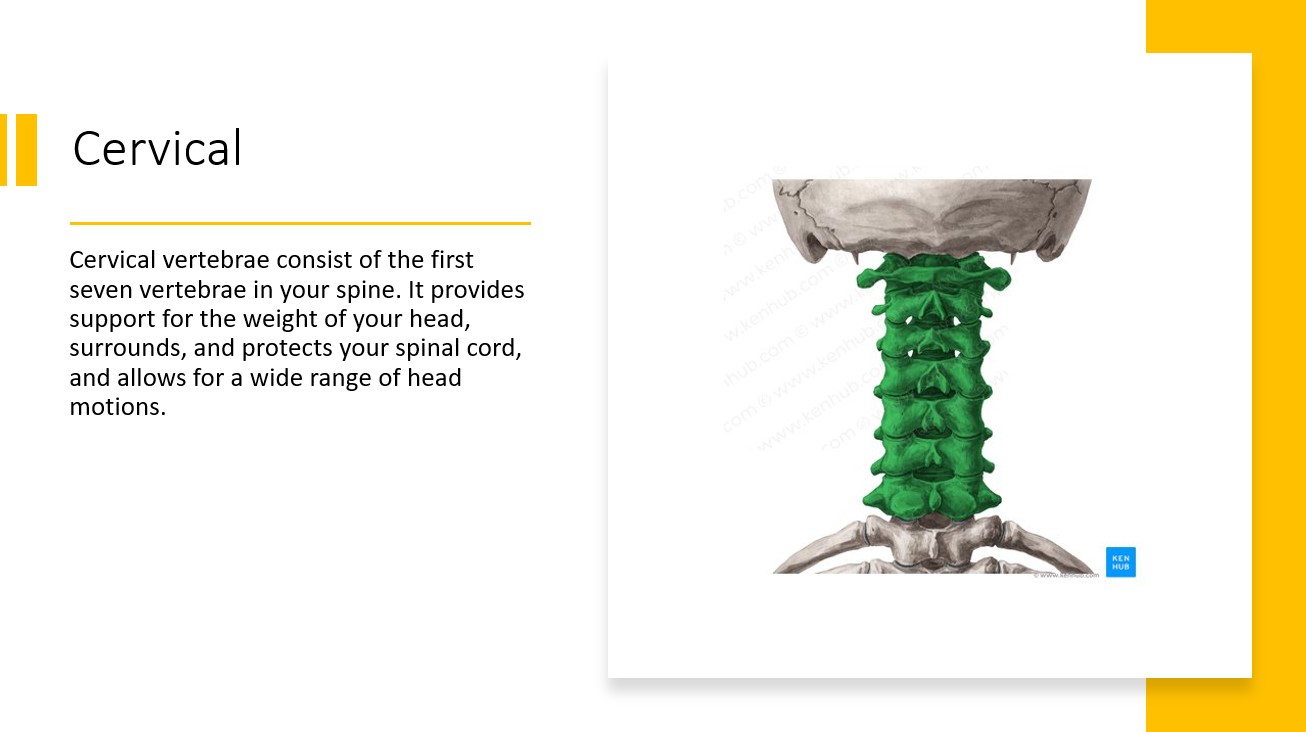 Cervical
Cervical vertebrae consist of the first
seven vertebrae in your spine. It provides
support for the weight of your head,
surrounds, and protects your spinal cord,
and allows for a wide range of head
motions.
KEN
HUB
© www.kenhub.com